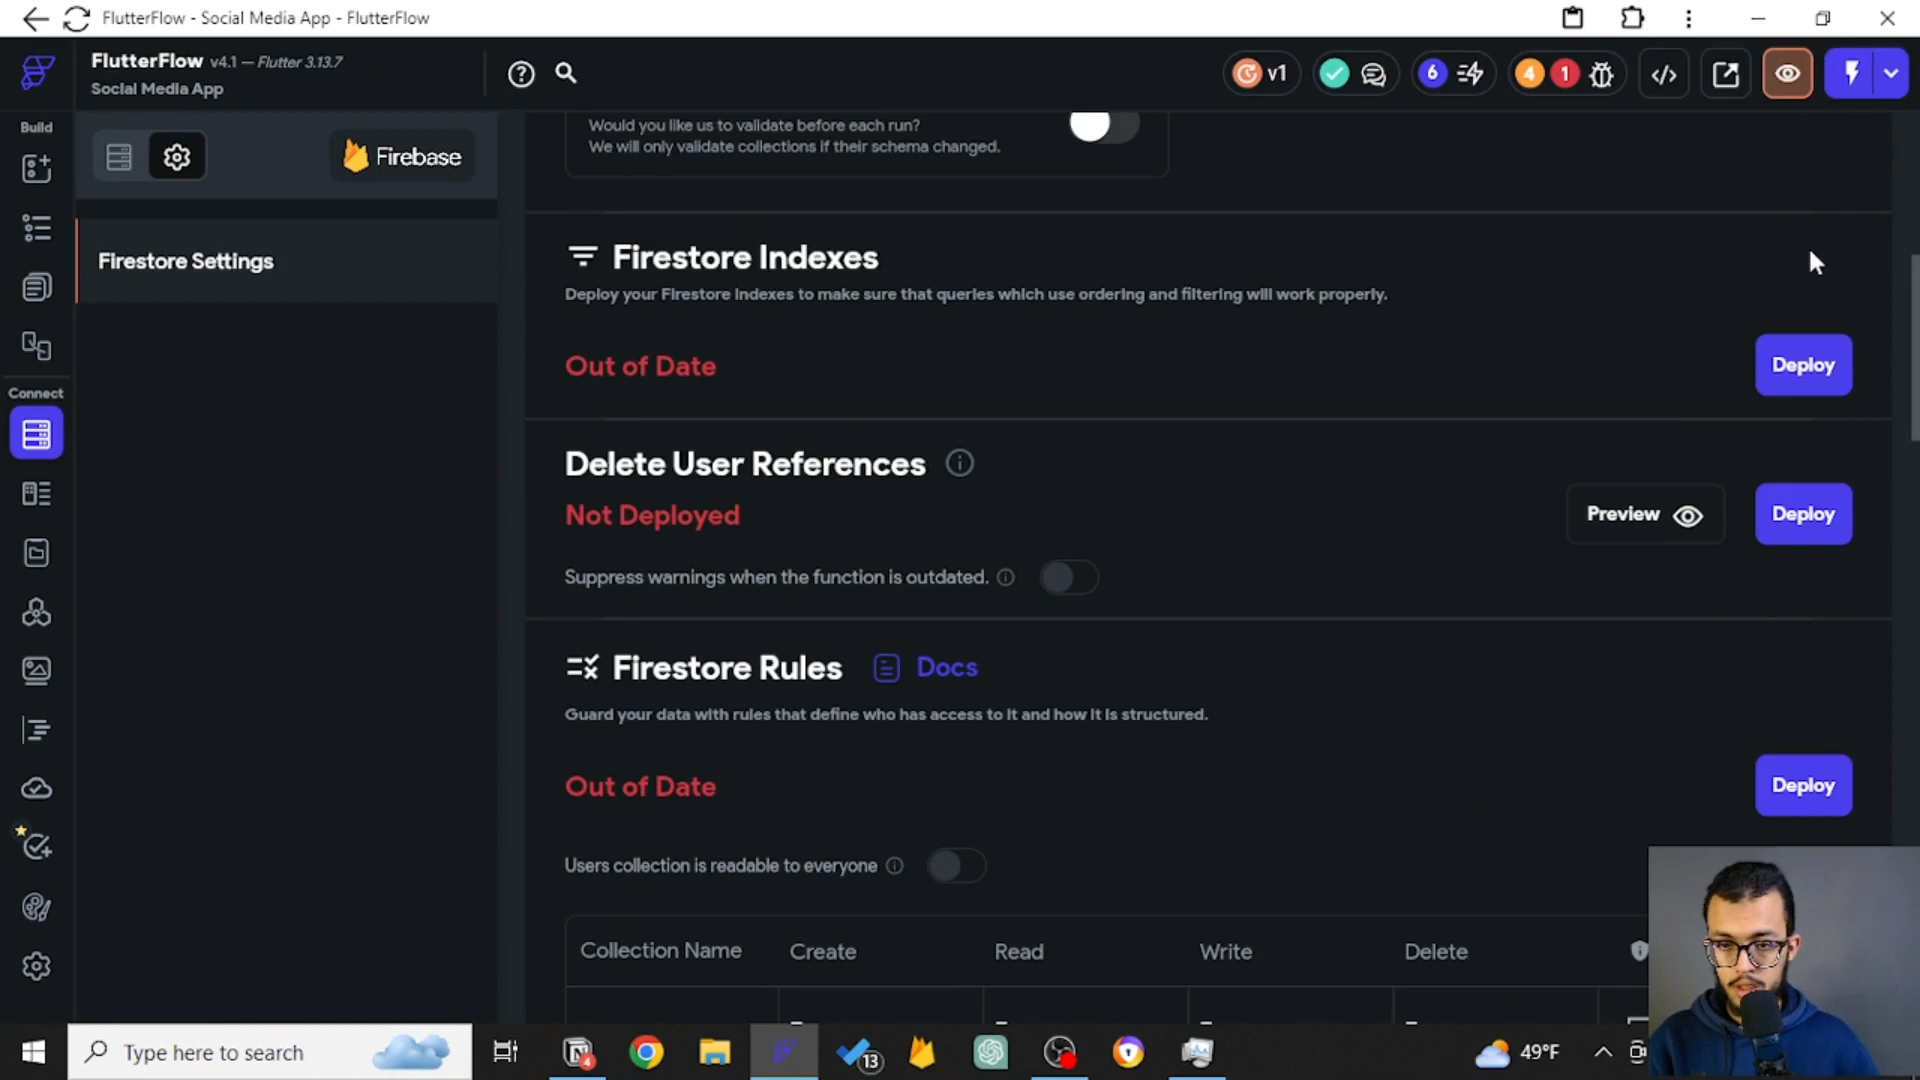 FlutterFlow - Social Media App - FlutterFlow
FlutterFlow v4.1 — Flutter 3.13.7
Social Media App
v1
6
4
1
Build
Firebase
Firestore Settings
Connect
Would you like us to validate before each run?
We will only validate collections if their schema changed.
Firestore Indexes
Deploy your Firestore Indexes to make sure that queries which use ordering and filtering will work properly.
Out of Date
Deploy
Delete User References
Not Deployed
Preview
Deploy
Suppress warnings when the function is outdated.
Firestore Rules
Docs
Guard your data with rules that define who has access to it and how it is structured.
Out of Date
Deploy
Users collection is readable to everyone
Collection Name Create Read Write Delete
Type here to search
4
13
49°F